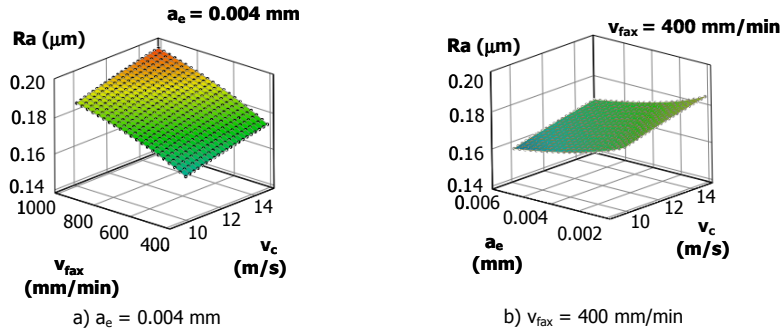 aₑ = 0.004 mm
Ra (μm)
0.20
0.18
0.16
0.14
1000
800
600
400
10
12
14
v_fax
(mm/min)
v_c
(m/s)
a) aₑ = 0.004 mm
v_fax = 400 mm/min
Ra (μm)
0.20
0.18
0.16
0.14
0.006
0.004
0.002
10
12
14
aₑ
(mm)
v_c
(m/s)
b) v_fax = 400 mm/min